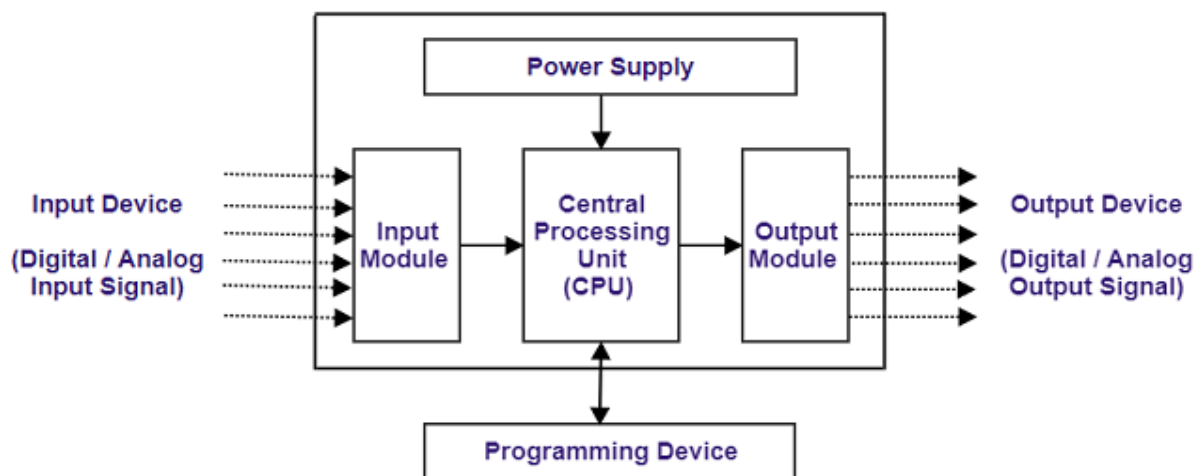 Power Supply
Input Device
(Digital / Analog
Input Signal)
Input
Module
Central
Processing
Unit
(CPU)
Output
Module
Output Device
(Digital / Analog
Output Signal)
Programming Device